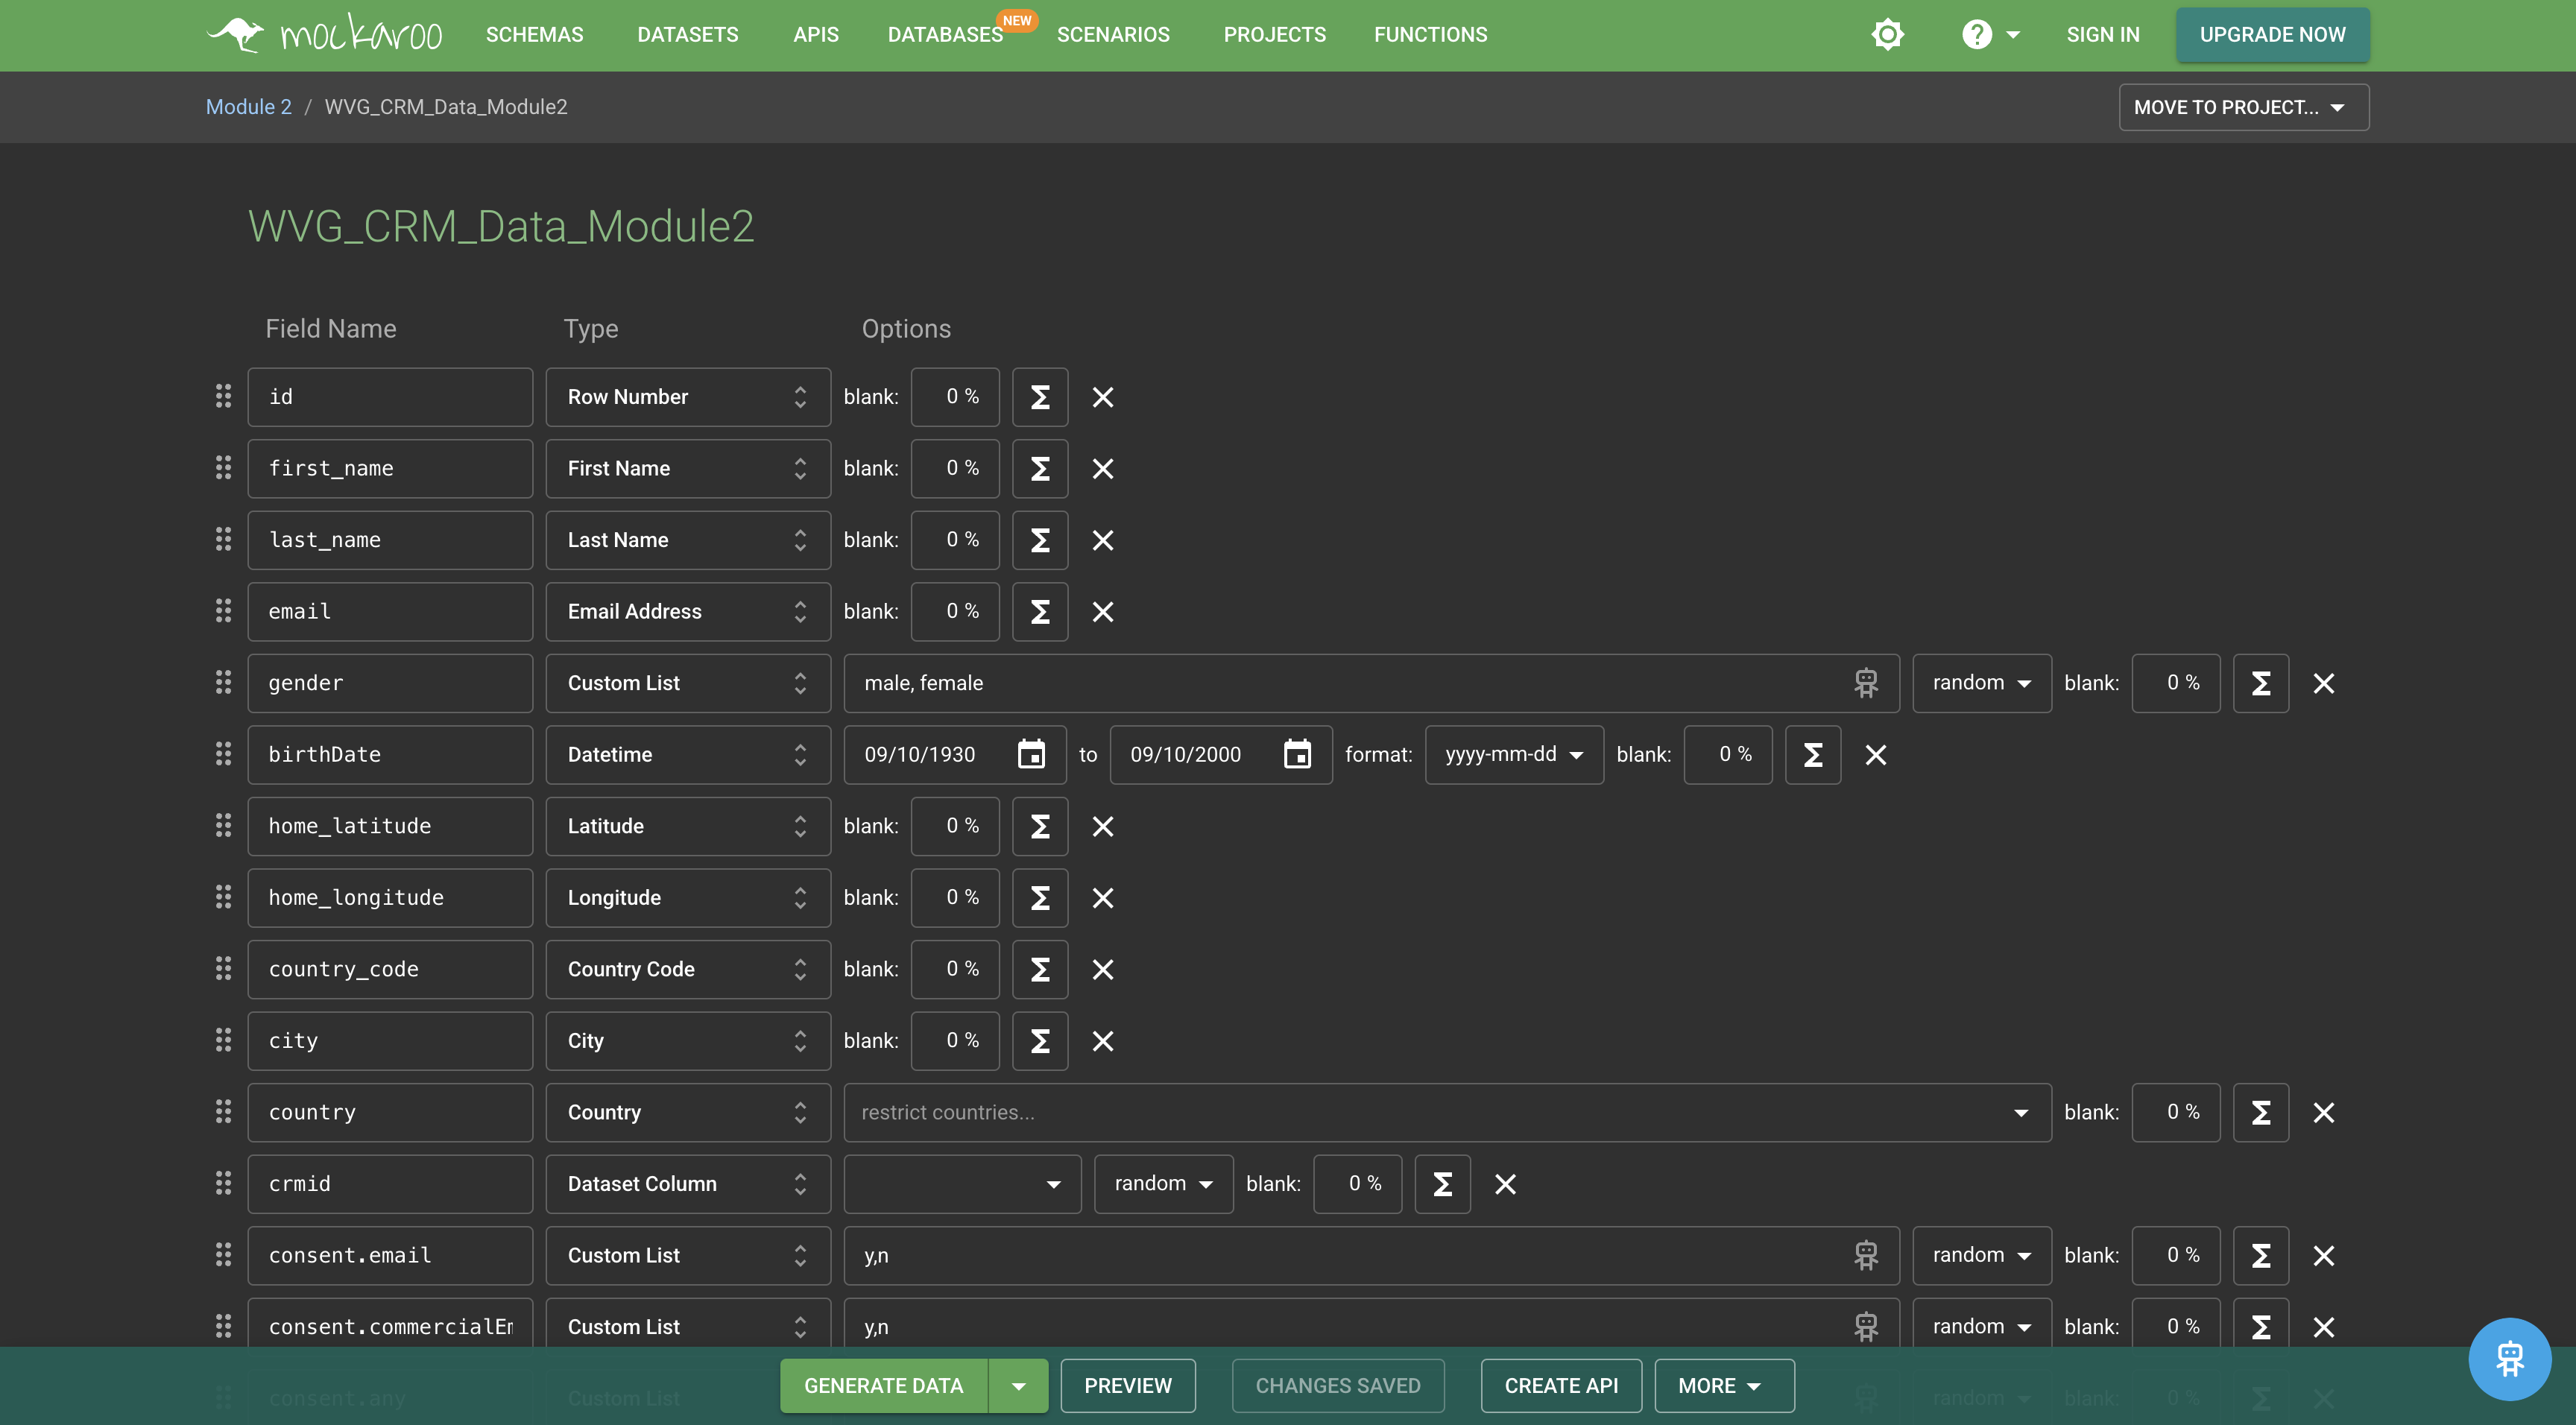 mockaroo SCHEMAS DATASETS APIS DATABASES NEW SCENARIOS PROJECTS FUNCTIONS ? SIGN IN UPGRADE NOW
Module 2 / WVG_CRM_Data_Module2 MOVE TO PROJECT...
WVG_CRM_Data_Module2
Field Name Type Options
id Row Number blank: 0 % Σ
first_name First Name blank: 0 % Σ
last_name Last Name blank: 0 % Σ
email Email Address blank: 0 % Σ
gender Custom List male, female random blank: 0 % Σ
birthDate Datetime 09/10/1930 to 09/10/2000 format: yyyy-mm-dd blank: 0 % Σ
home_latitude Latitude blank: 0 % Σ
home_longitude Longitude blank: 0 % Σ
country_code Country Code blank: 0 % Σ
city City blank: 0 % Σ
country Country restrict countries... blank: 0 % Σ
crmid Dataset Column random blank: 0 % Σ
consent.email Custom List y,n random blank: 0 % Σ
consent.commercialEm Custom List y,n random blank: 0 % Σ
consent.any Custom List random blank: 0 % Σ
GENERATE DATA PREVIEW CHANGES SAVED CREATE API MORE